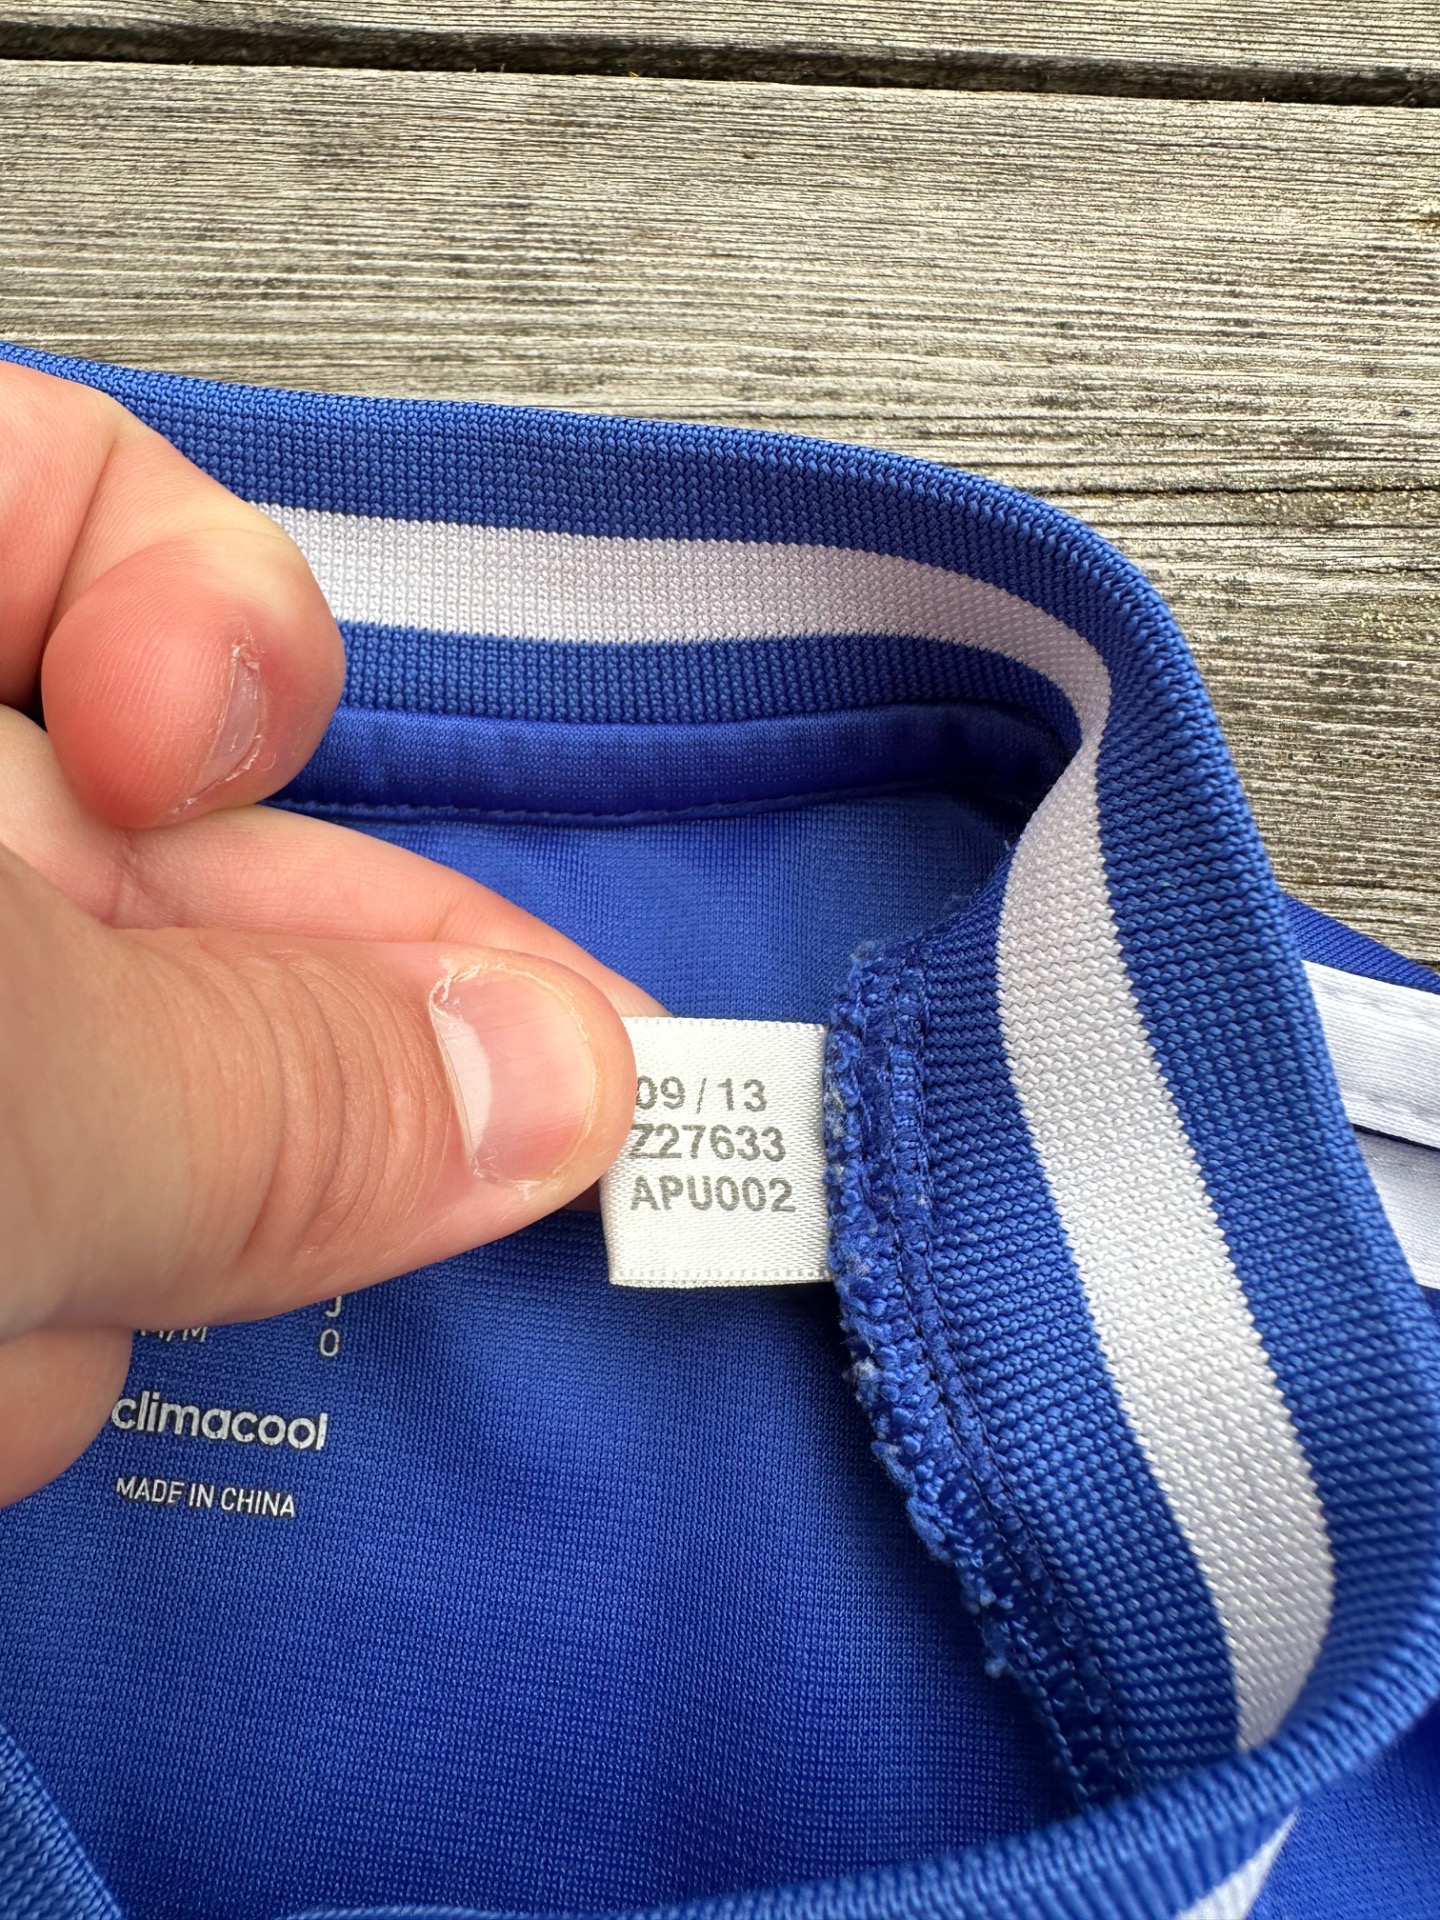 09/13
Z27633
APU002
M/M
O
climacool
MADE IN CHINA